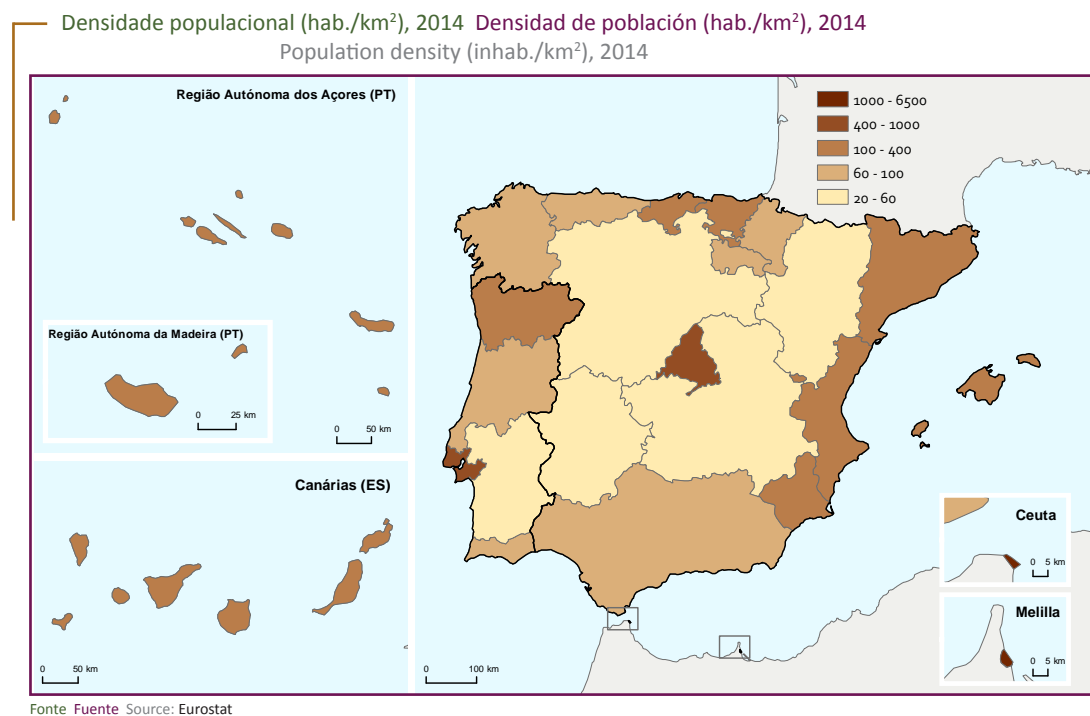 Densidade populacional (hab./km²), 2014 Densidad de población (hab./km²), 2014
Population density (inhab./km²), 2014
Região Autónoma dos Açores (PT)
1000 - 6500
400 - 1000
100 - 400
60 - 100
20 - 60
Região Autónoma da Madeira (PT)
0 25 km
0 50 km
Canárias (ES)
0 50 km
0 100 km
Ceuta
0 5 km
Melilla
0 5 km
Fonte Fuente Source: Eurostat